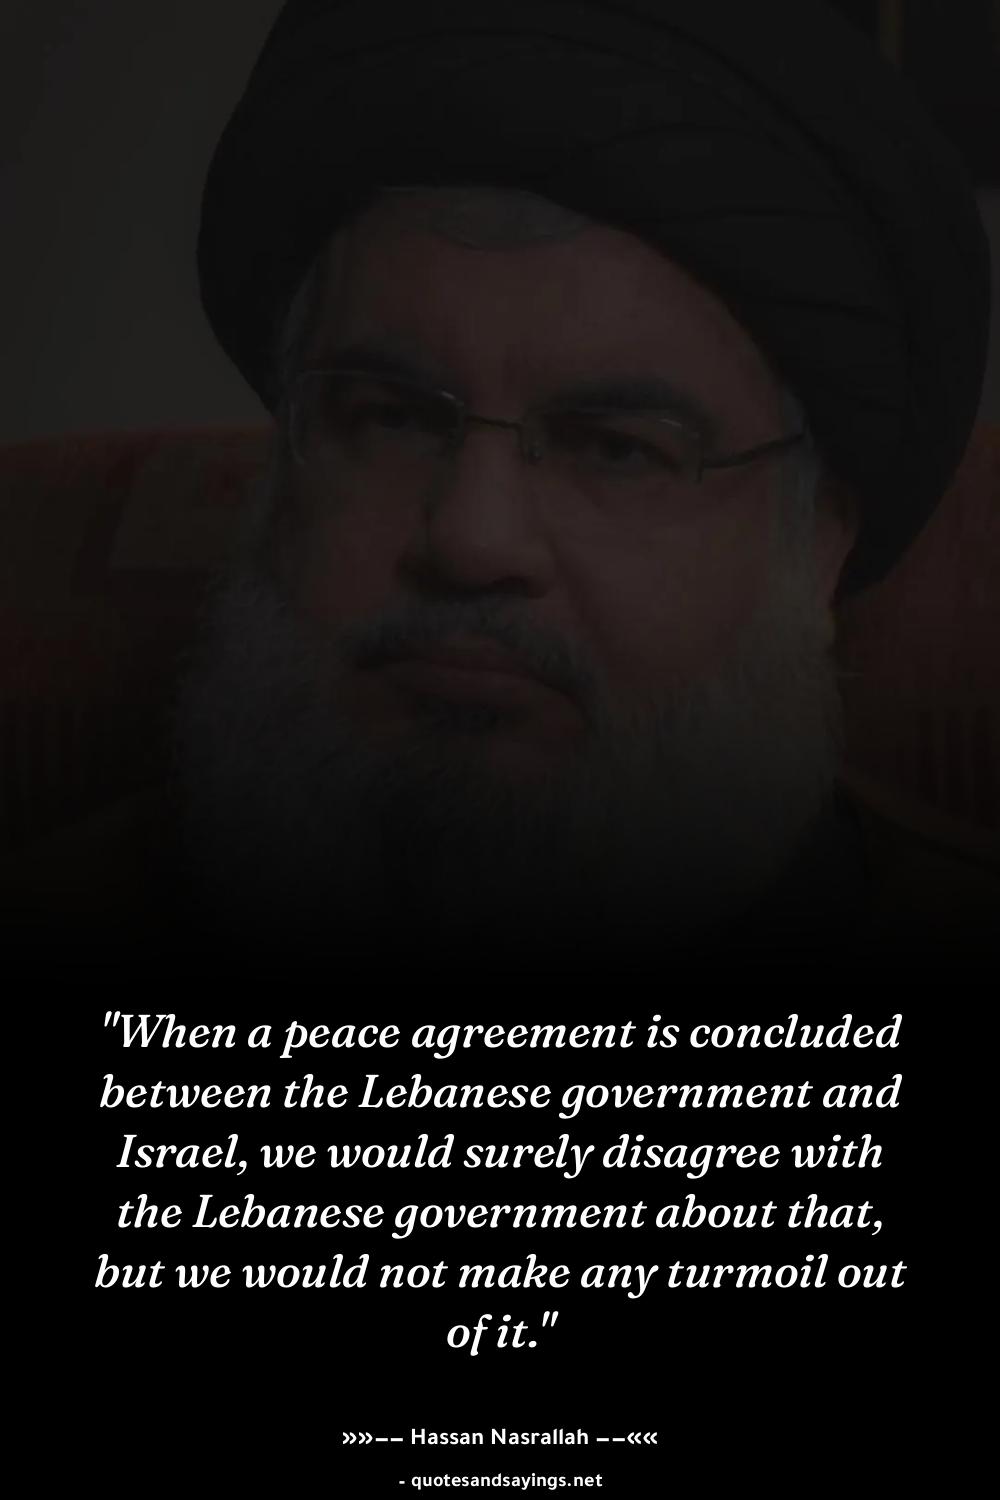 "When a peace agreement is concluded
between the Lebanese government and
Israel, we would surely disagree with
the Lebanese government about that,
but we would not make any turmoil out
of it."
»»–– Hassan Nasrallah ––««
- quotesandsayings.net